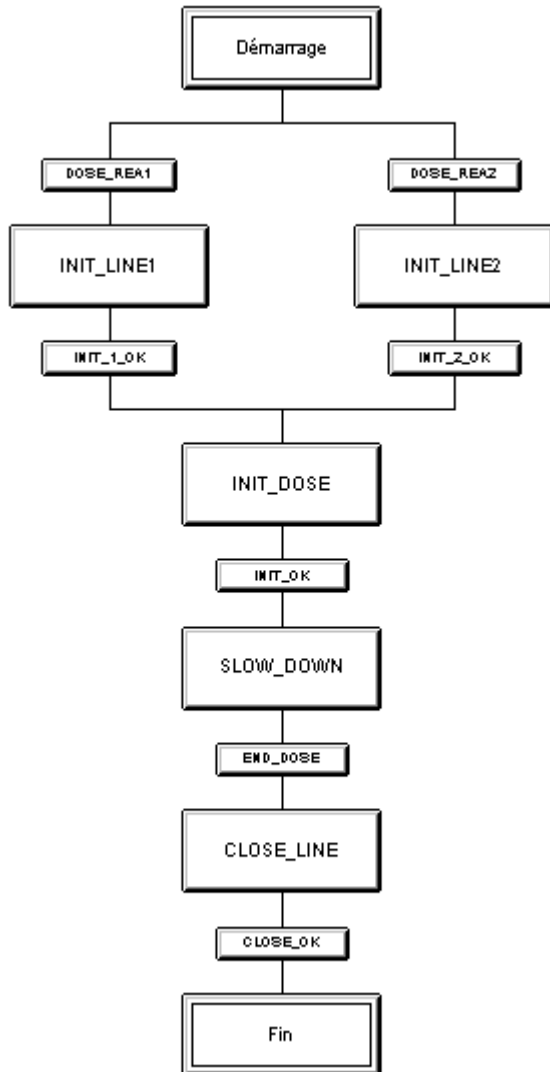 Démarrage
DOSE_REA1
DOSE_REA2
INIT_LINE1
INIT_LINE2
INIT_1_OK
INIT_2_OK
INIT_DOSE
INIT_OK
SLOW_DOWN
END_DOSE
CLOSE_LINE
CLOSE_OK
Fin